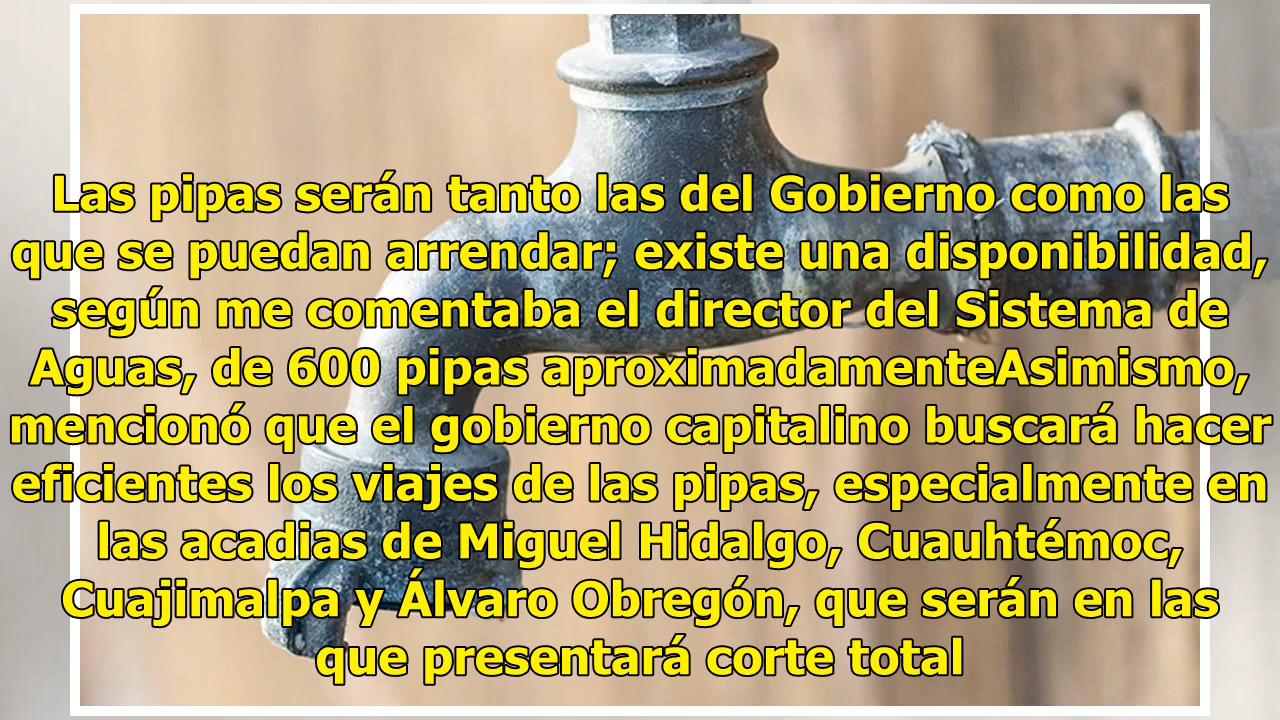 Las pipas serán tanto las del Gobierno como las
que se puedan arrendar; existe una disponibilidad,
según me comentaba el director del Sistema de
Aguas, de 600 pipas aproximadamenteAsimismo,
mencionó que el gobierno capitalino buscará hacer
eficientes los viajes de las pipas, especialmente en
las acadias de Miguel Hidalgo, Cuauhtémoc,
Cuajimalpa y Álvaro Obregón, que serán en las
que presentará corte total